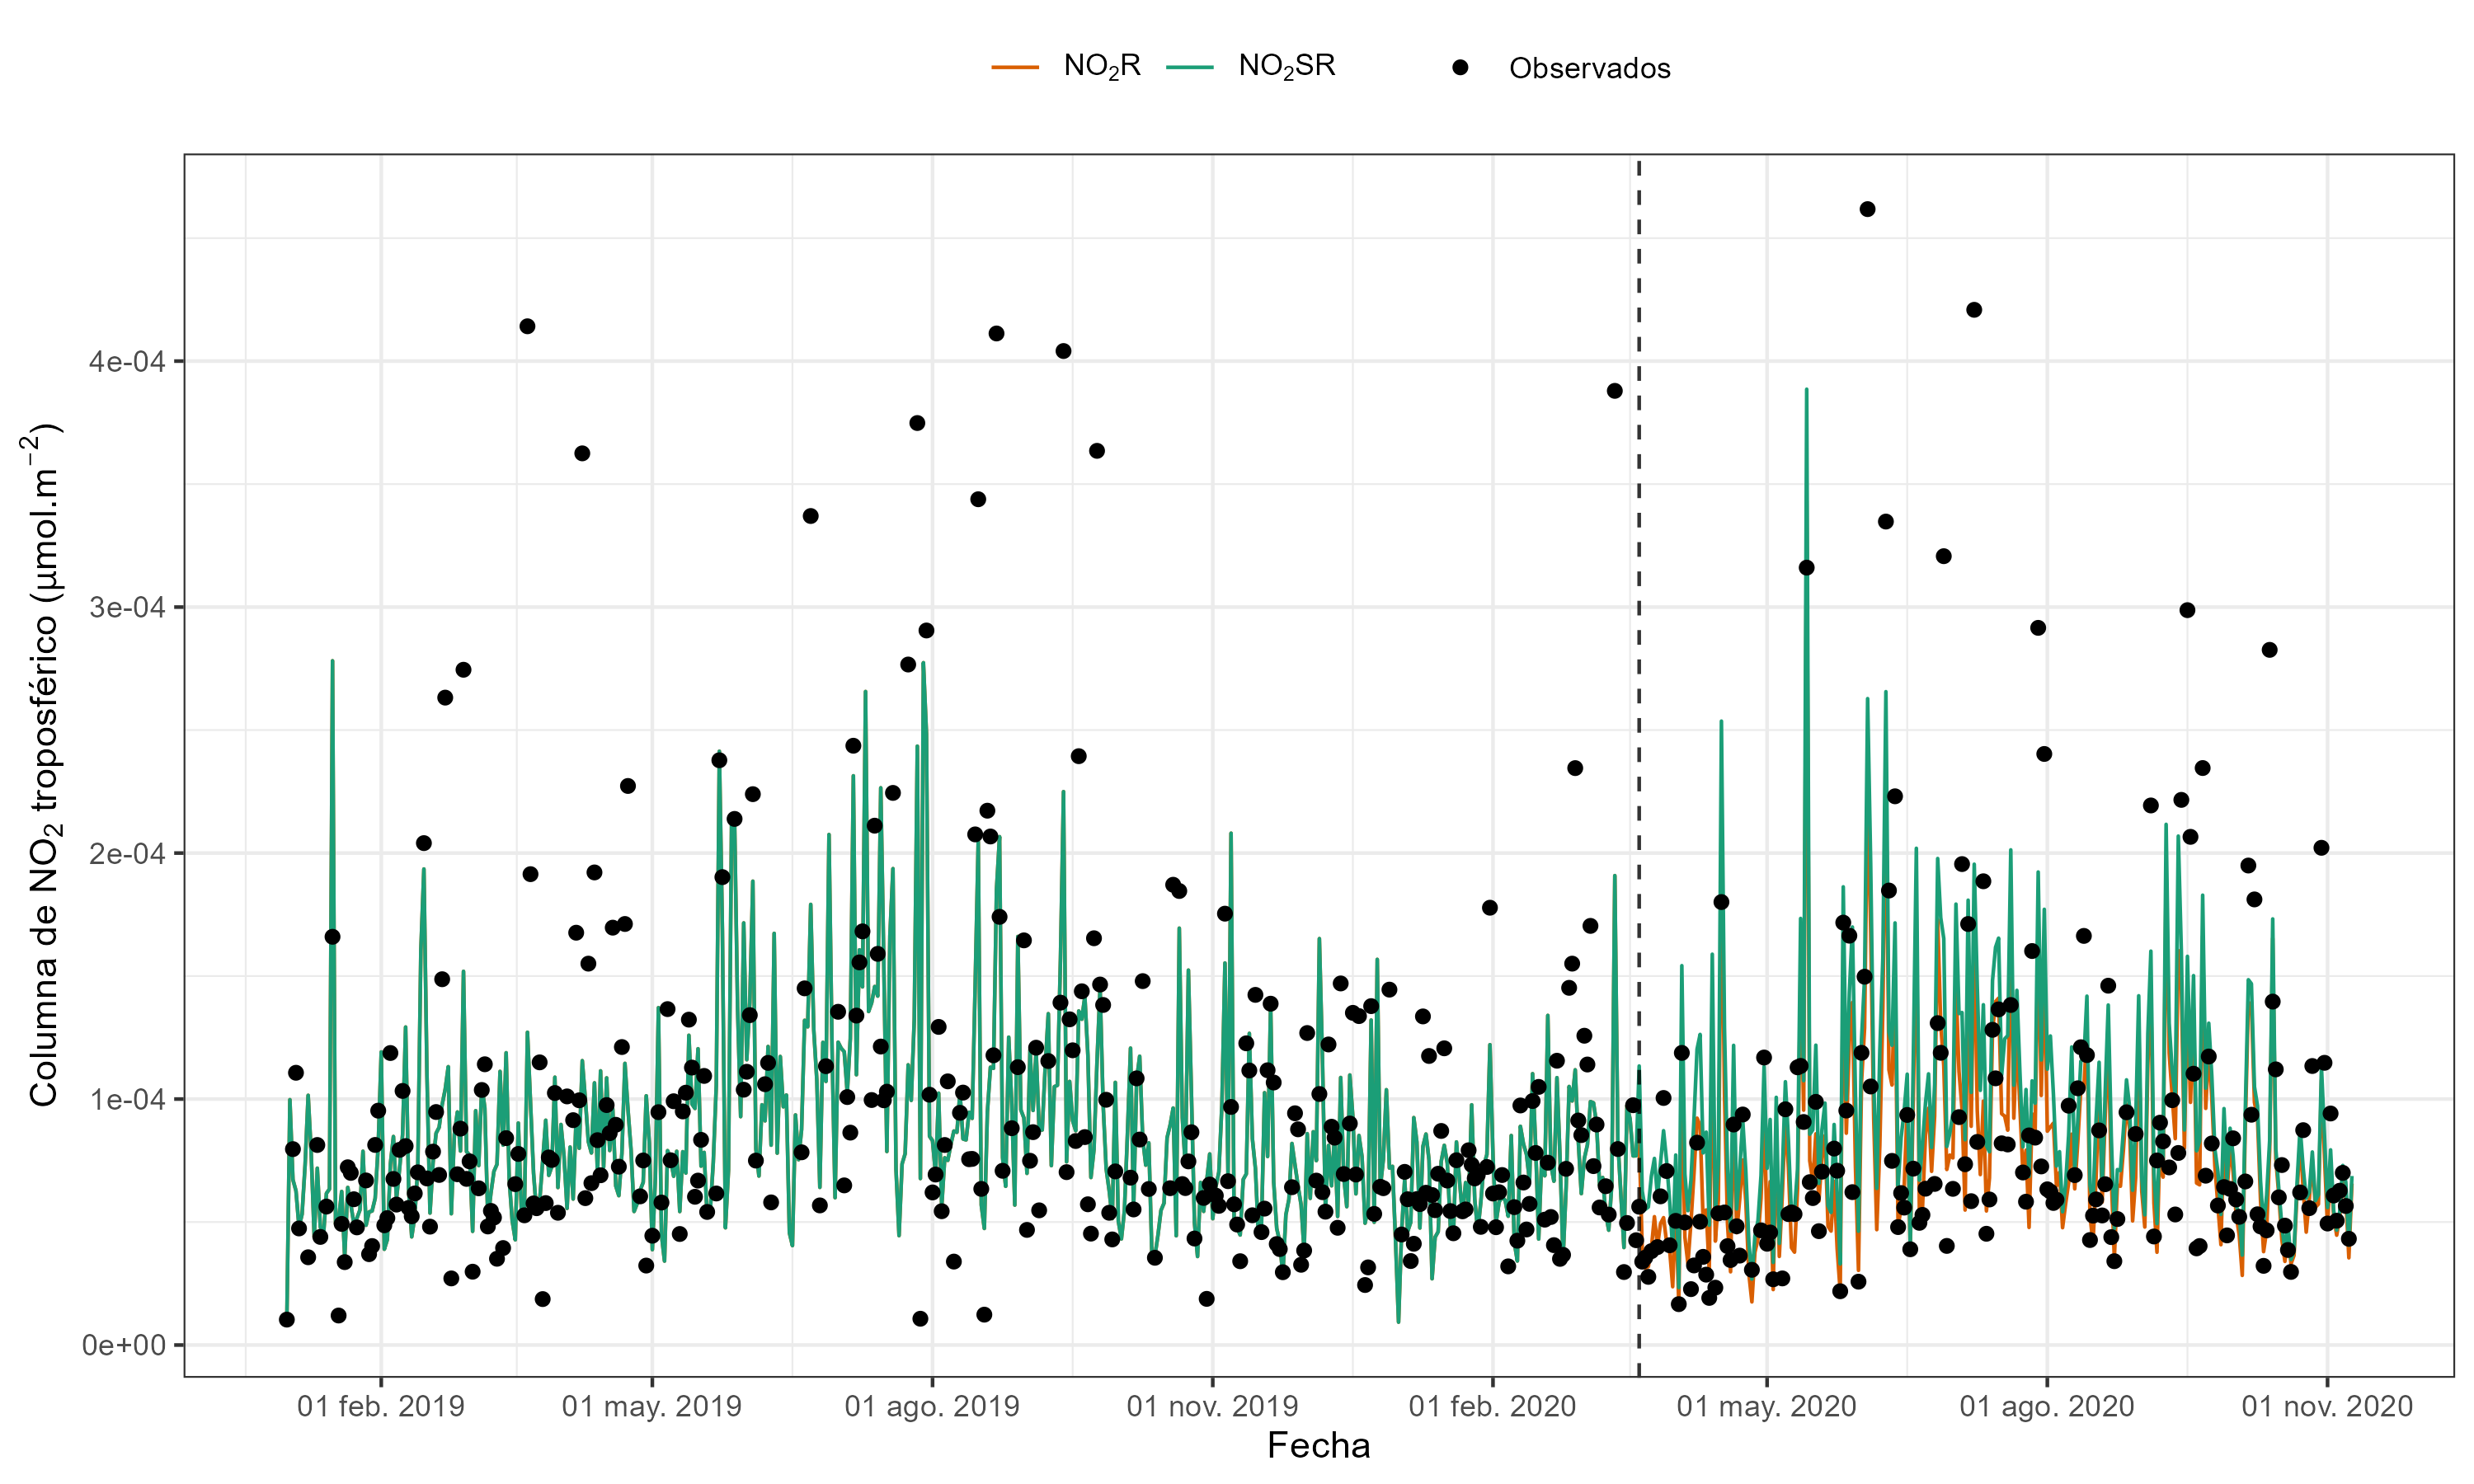 NO₂R NO₂SR Observados
Columna de NO₂ troposférico (µmol.m⁻²)
4e-04
3e-04
2e-04
1e-04
0e+00
01 feb. 2019 01 may. 2019 01 ago. 2019 01 nov. 2019 01 feb. 2020 01 may. 2020 01 ago. 2020 01 nov. 2020
Fecha